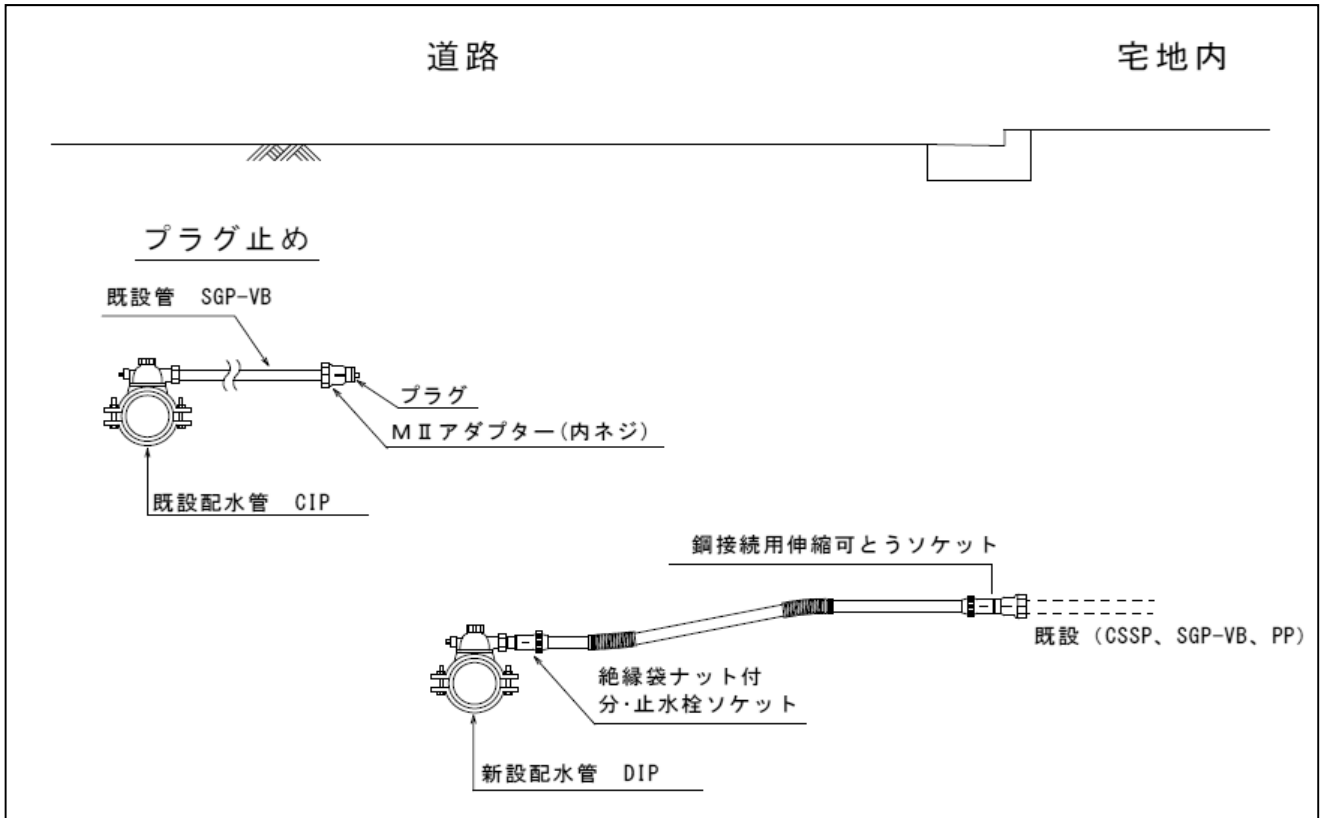 道路
宅地内
プラグ止め
既設管 SGP-VB
プラグ
MⅡアダプター(内ネジ)
既設配水管 CIP
鋼接続用伸縮可とうソケット
既設(CSSP、SGP-VB、PP)
絶縁袋ナット付
分・止水栓ソケット
新設配水管 DIP